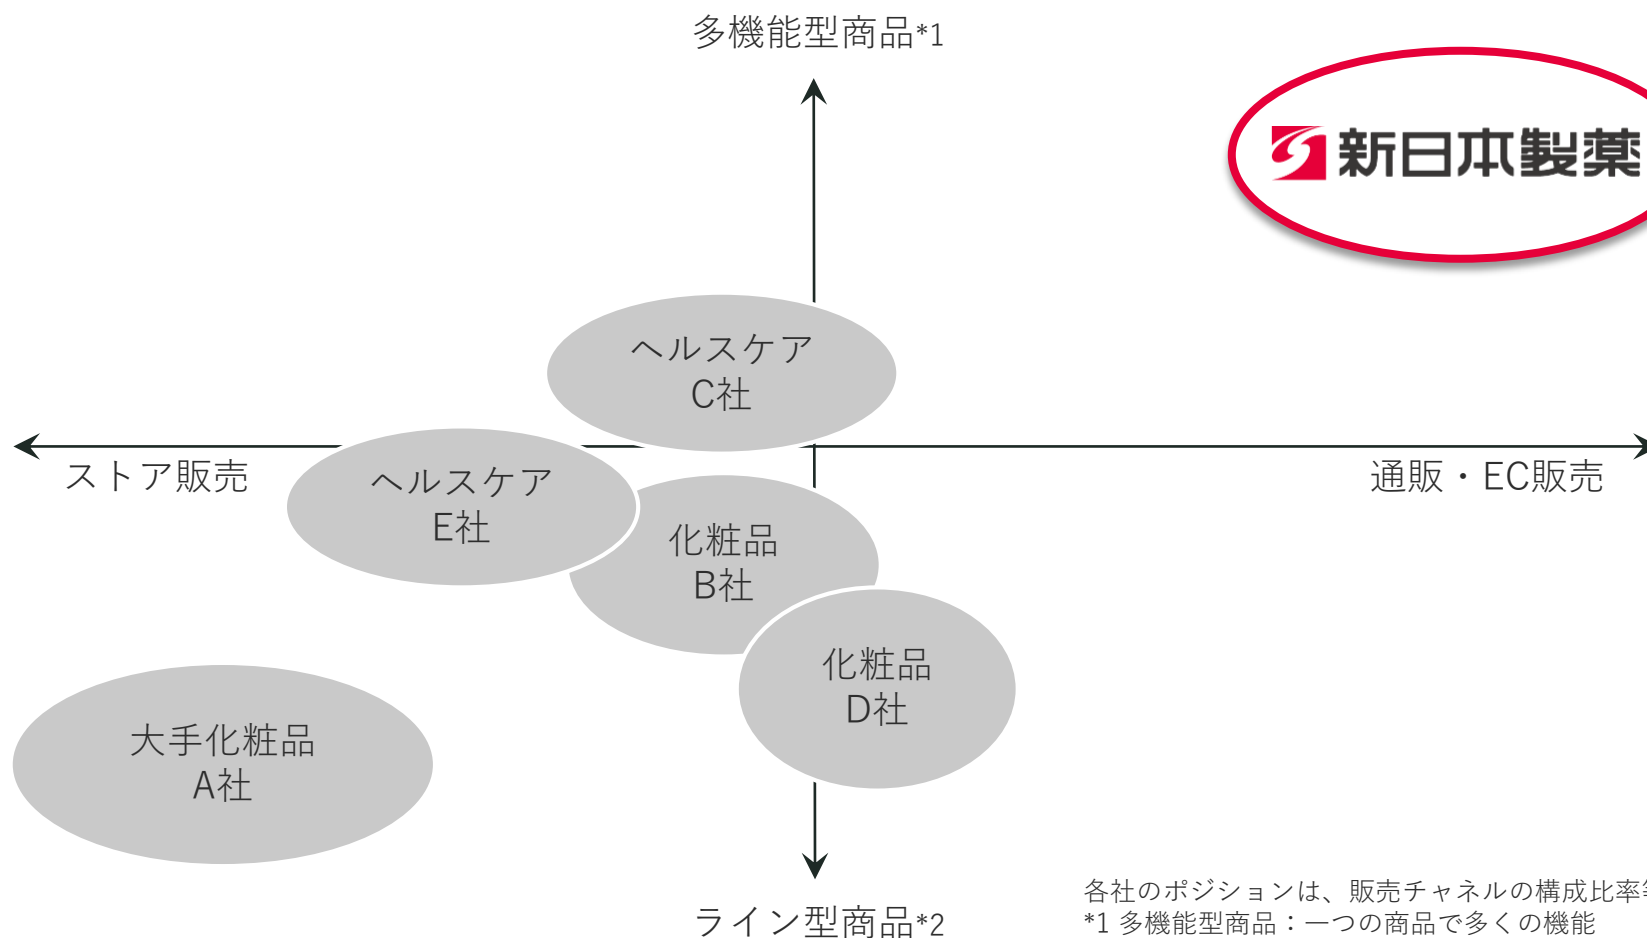 多機能型商品*1
新日本製薬
ヘルスケア
C社
ストア販売
通販・EC販売
ヘルスケア
E社
化粧品
B社
化粧品
D社
大手化粧品
A社
ライン型商品*2
各社のポジションは、販売チャネルの構成比率
*1 多機能型商品：一つの商品で多くの機能